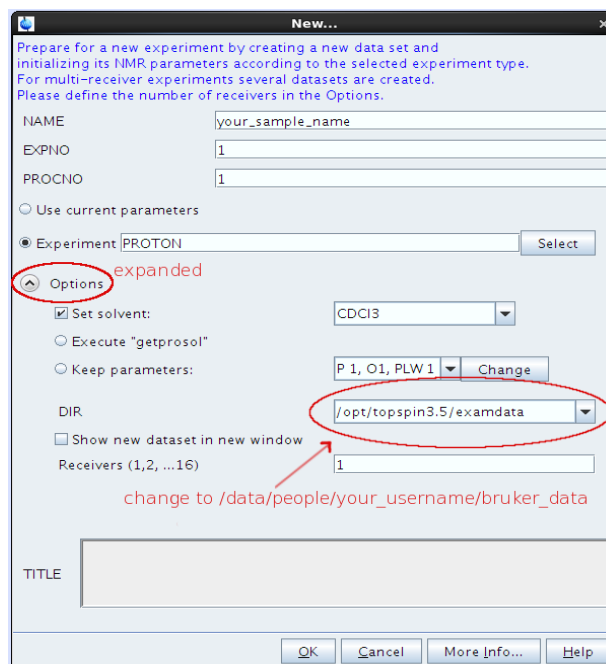 New...
Prepare for a new experiment by creating a new data set and
initializing its NMR parameters according to the selected experiment type.
For multi-receiver experiments several datasets are created.
Please define the number of receivers in the Options.
NAME your_sample_name
EXPNO 1
PROCNO 1
Use current parameters
Experiment PROTON Select
expanded
Options
Set solvent: CDCl3
Execute "getprosol"
Keep parameters: P 1, O1, PLW 1 Change
DIR /opt/topspin3.5/examdata
Show new dataset in new window
Receivers (1,2, ...16) 1
change to /data/people/your_username/bruker_data
TITLE
OK Cancel More Info... Help